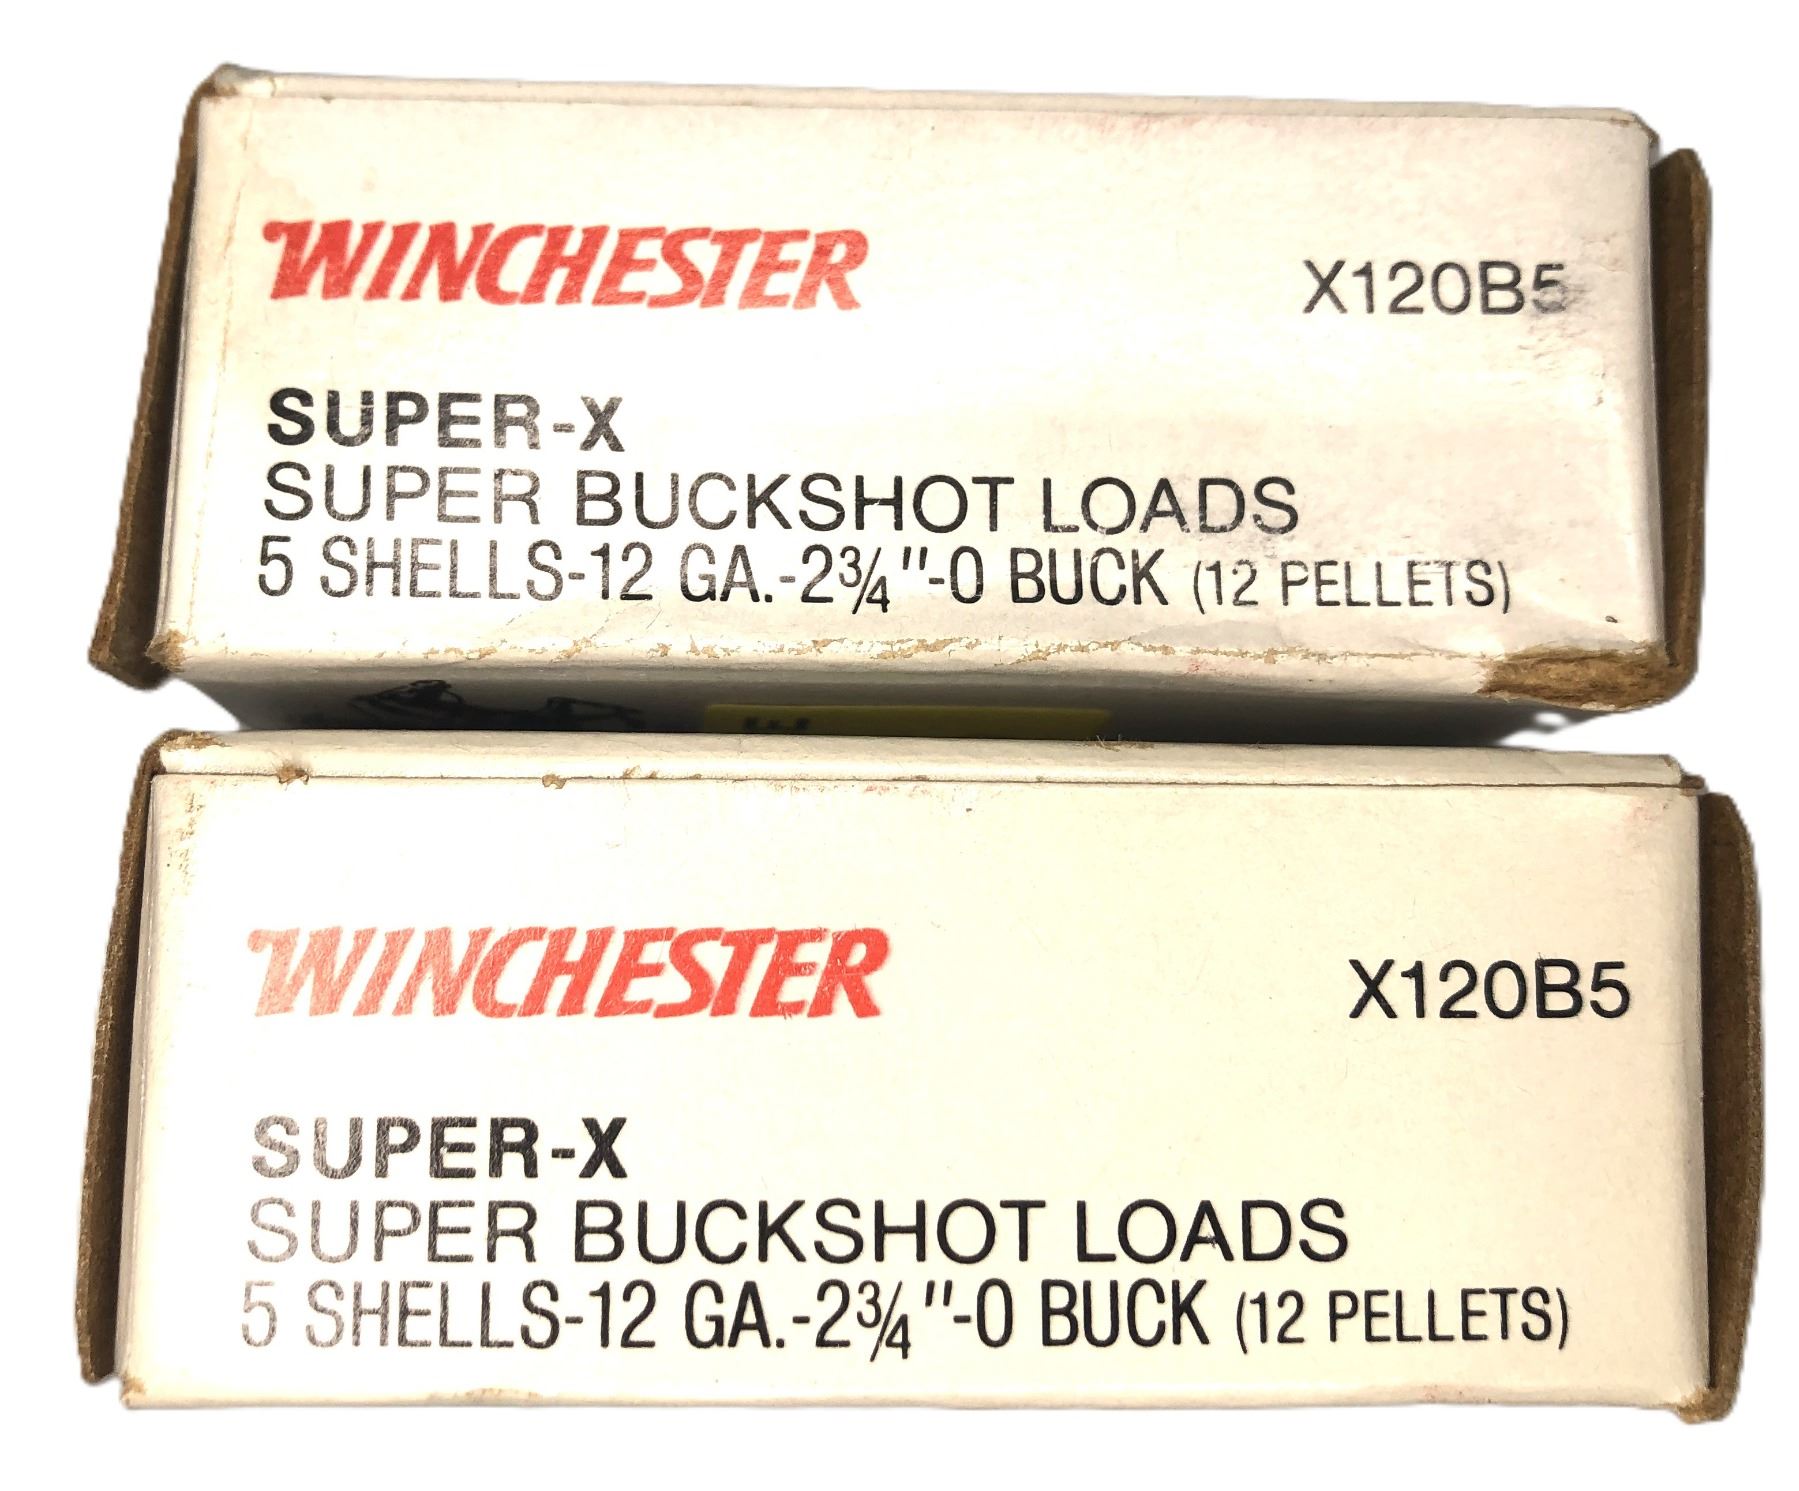 WINCHESTER
X120B5
SUPER-X
SUPER BUCKSHOT LOADS
5 SHELLS-12 GA.-2¾"-0 BUCK (12 PELLETS)
WINCHESTER
X120B5
SUPER-X
SUPER BUCKSHOT LOADS
5 SHELLS-12 GA.-2¾"-0 BUCK (12 PELLETS)